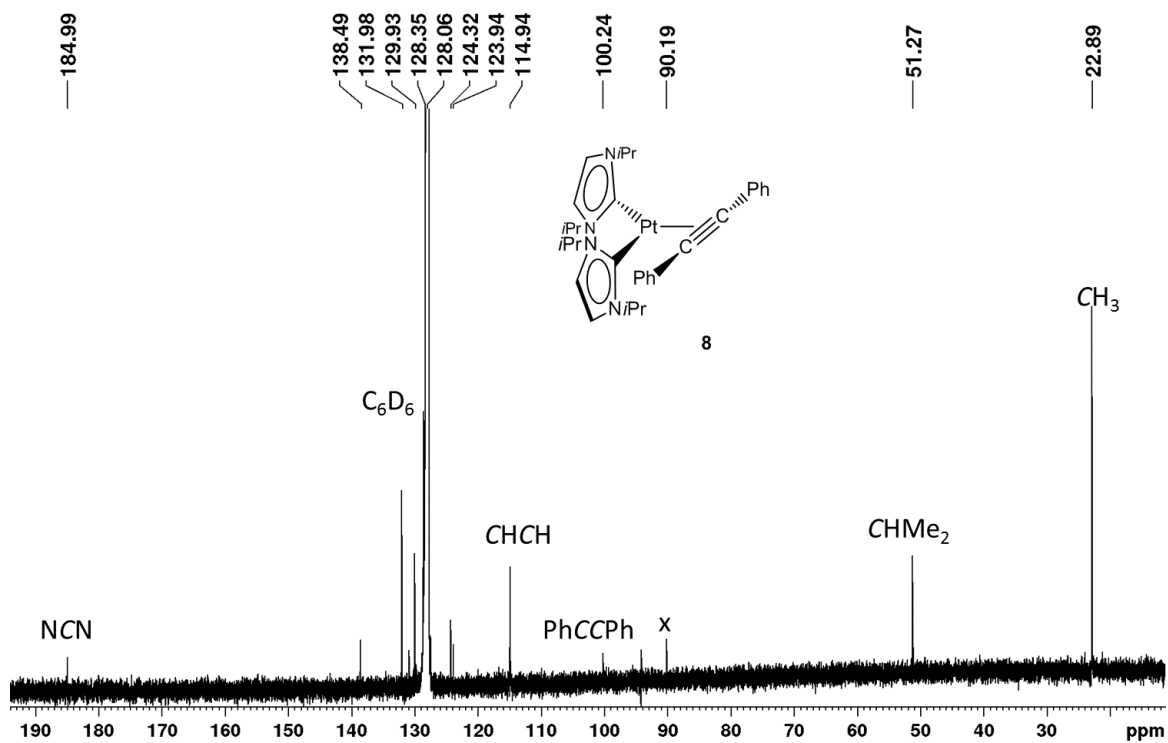 184.99
138.49
131.98
129.93
128.35
128.06
124.32
123.94
114.94
100.24
90.19
51.27
22.89
NiPr
Ph
iPr N
Pt
C
iPr N
C
Ph
NiPr
CH3
8
C6D6
CHCH
CHMe2
NCN
PhCCPh
x
190 180 170 160 150 140 130 120 110 100 90 80 70 60 50 40 30 ppm